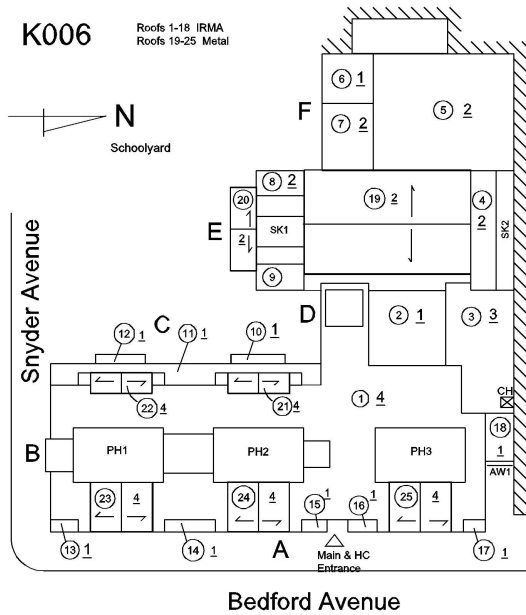 K006
Roofs 1-18 IRMA
Roofs 19-25 Metal
N
Schoolyard
6 1
F
5 2
7 2
8 2
19 2
4
2
20
E
2
SK1
SK2
9
D
2 1
3 3
C
12 1
11 1
10 1
Snyder Avenue
22 4
21 4
1 4
CH
18
1
AW1
B
PH1
PH2
PH3
23 4
24 4
25 4
15 1
16 1
13 1
14 1
A
17 1
Main & HC
Entrance
Bedford Avenue